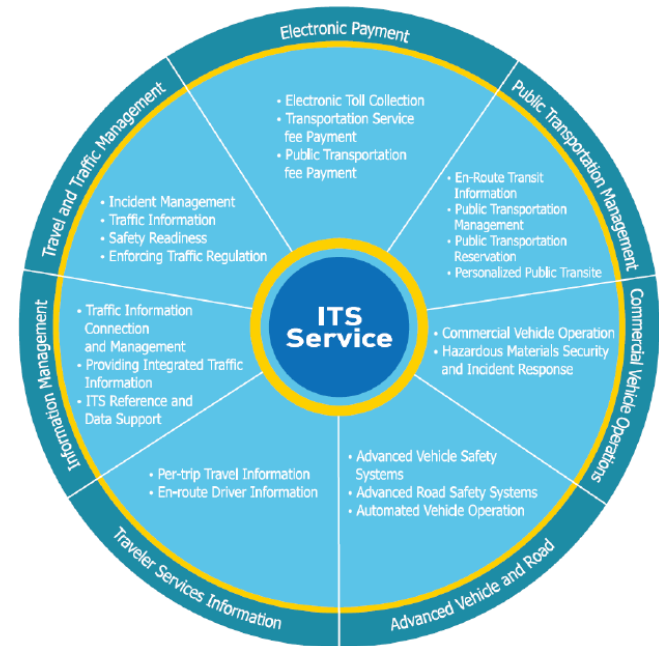 Electronic Payment
• Electronic Toll Collection
• Transportation Service
fee Payment
• Public Transportation
fee Payment
Public Transportation Management
• En-Route Transit
Information
• Public Transportation
Management
• Public Transportation
Reservation
• Personalized Public Transite
Commercial Vehicle Operations
• Commercial Vehicle Operation
• Hazardous Materials Security
and Incident Response
Advanced Vehicle and Road
• Advanced Vehicle Safety
Systems
• Advanced Road Safety Systems
• Automated Vehicle Operation
Traveler Services Information
• Per-trip Travel Information
• En-route Driver Information
Information Management
• Traffic Information
Connection
and Management
• Providing Integrated Traffic
Information
• ITS Reference and
Data Support
Travel and Traffic Management
• Incident Management
• Traffic Information
• Safety Readiness
• Enforcing Traffic Regulation
ITS
Service